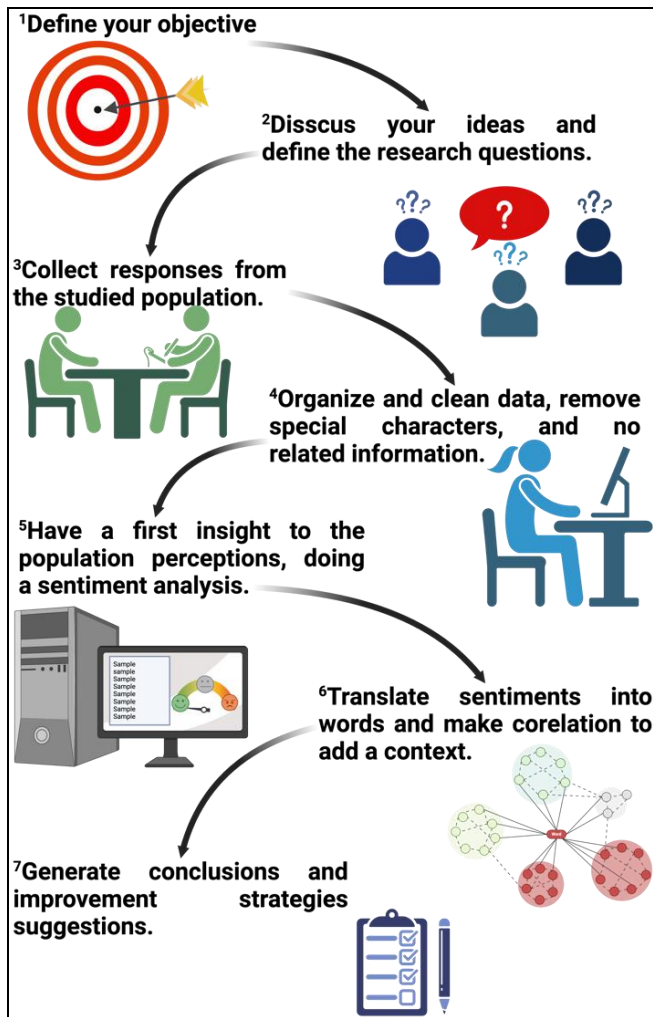 ¹Define your objective
²Disscus your ideas and
define the research questions.
???
?
???
???
³Collect responses from
the studied population.
⁴Organize and clean data, remove
special characters, and no
related information.
⁵Have a first insight to the
population perceptions, doing
a sentiment analysis.
Sample
sample
Sample
Sample
Sample
Sample
Sample
Sample
⁶Translate sentiments into
words and make corelation to
add a context.
Word
⁷Generate conclusions and
improvement strategies
suggestions.